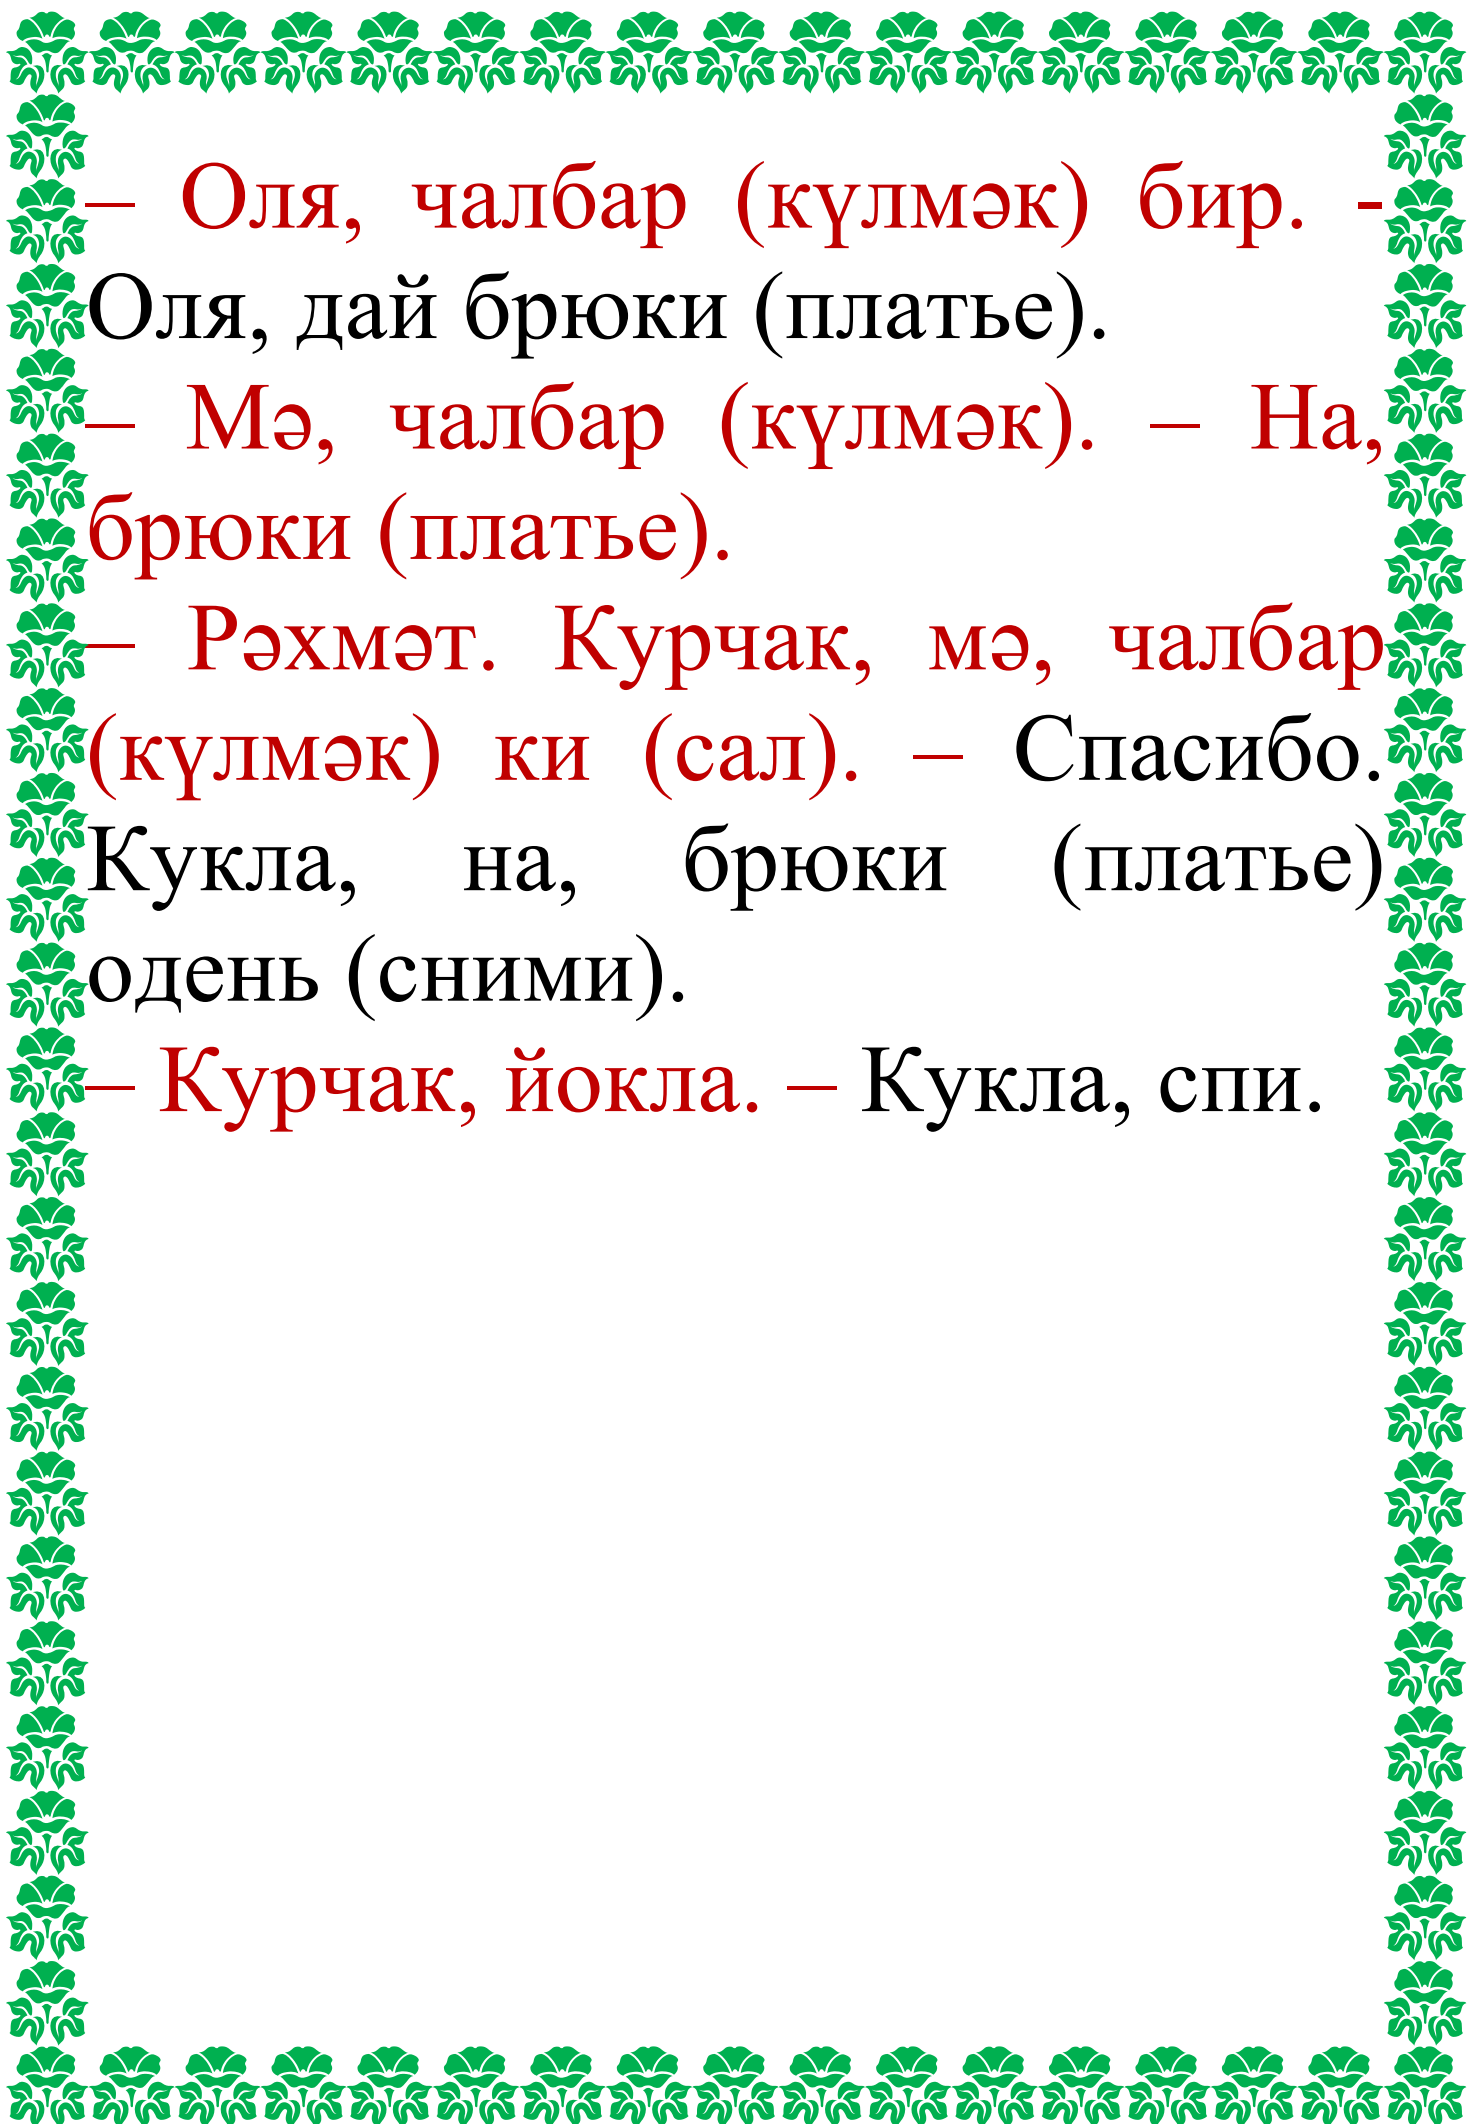 – Оля, чалбар (күлмәк) бир. -
Оля, дай брюки (платье).
– Мә, чалбар (күлмәк). – На,
брюки (платье).
– Рәхмәт. Курчак, мә, чалбар
(күлмәк) ки (сал). – Спасибо.
Кукла, на, брюки (платье)
одень (сними).
– Курчак, йокла. – Кукла, спи.